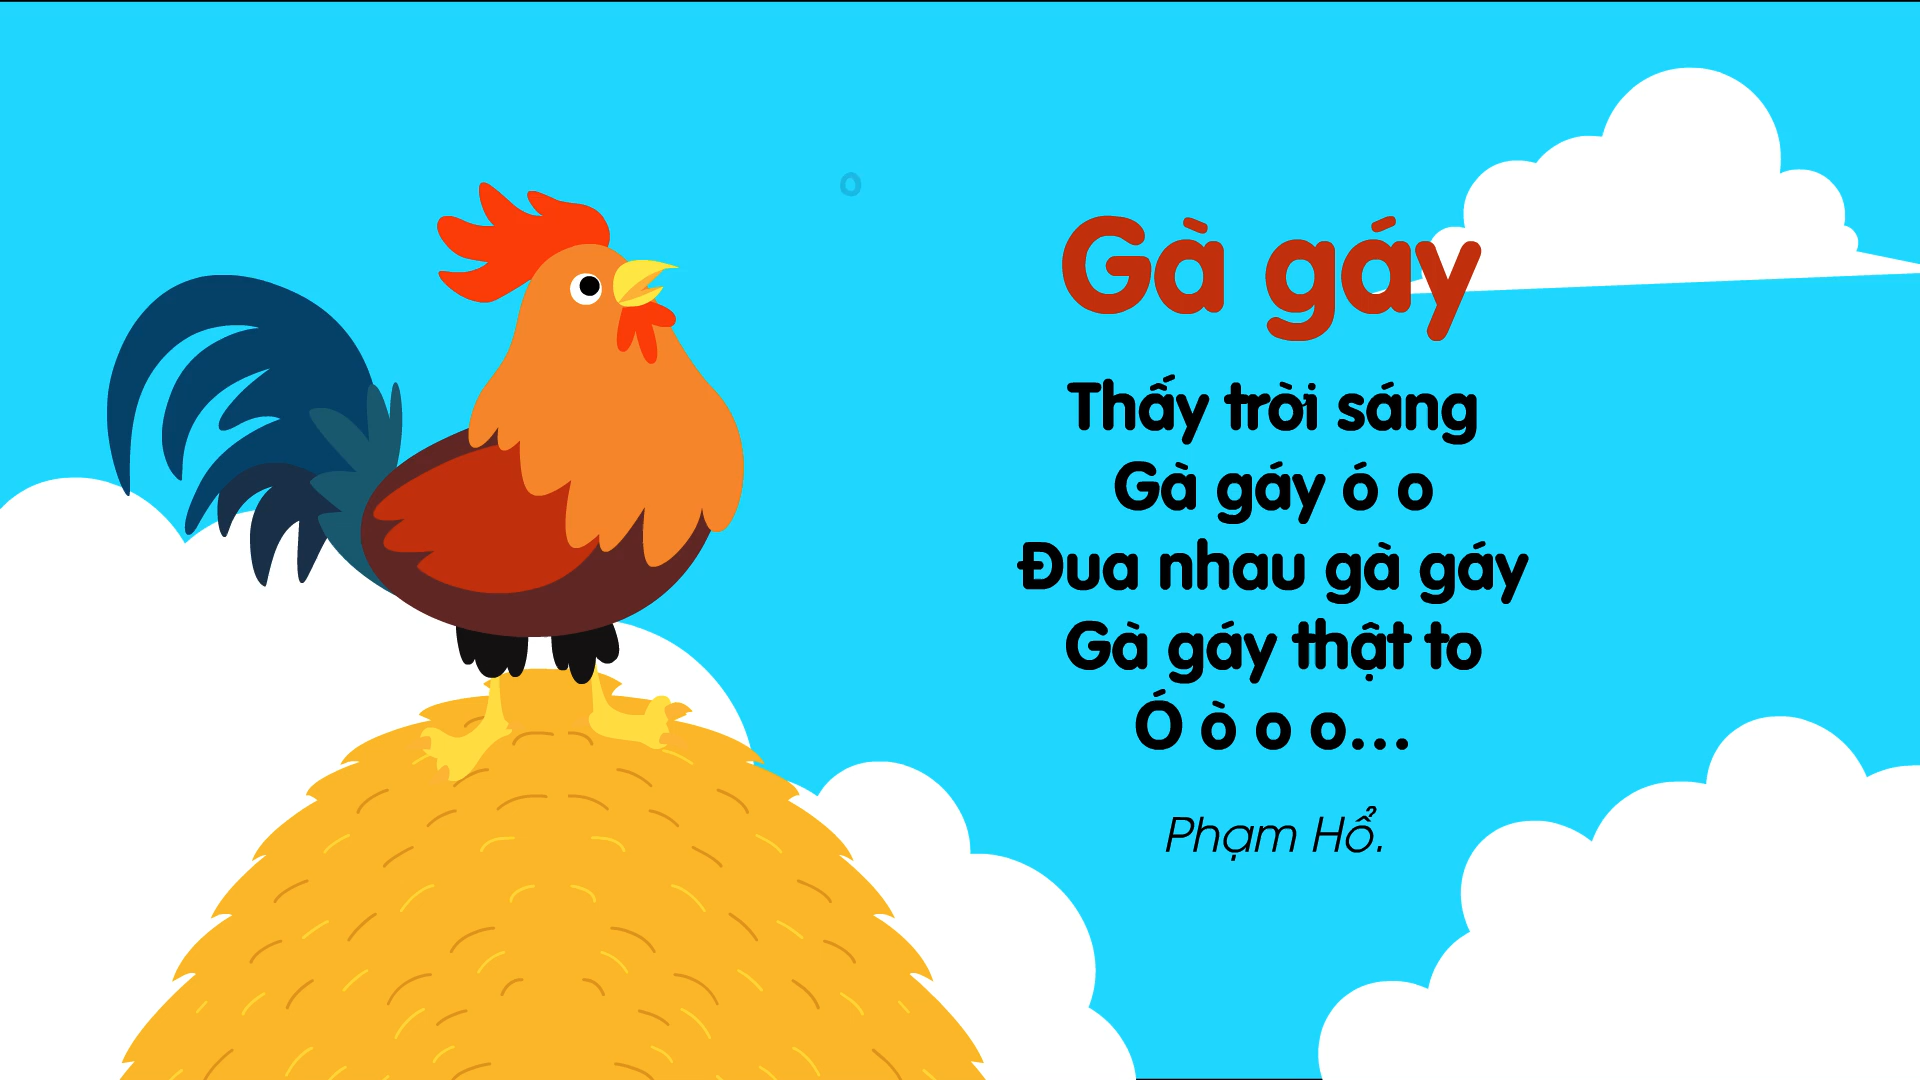 o
Gà gáy
Thấy trời sáng
Gà gáy ó o
Đua nhau gà gáy
Gà gáy thật to
Ó ò o o...
Phạm Hổ.